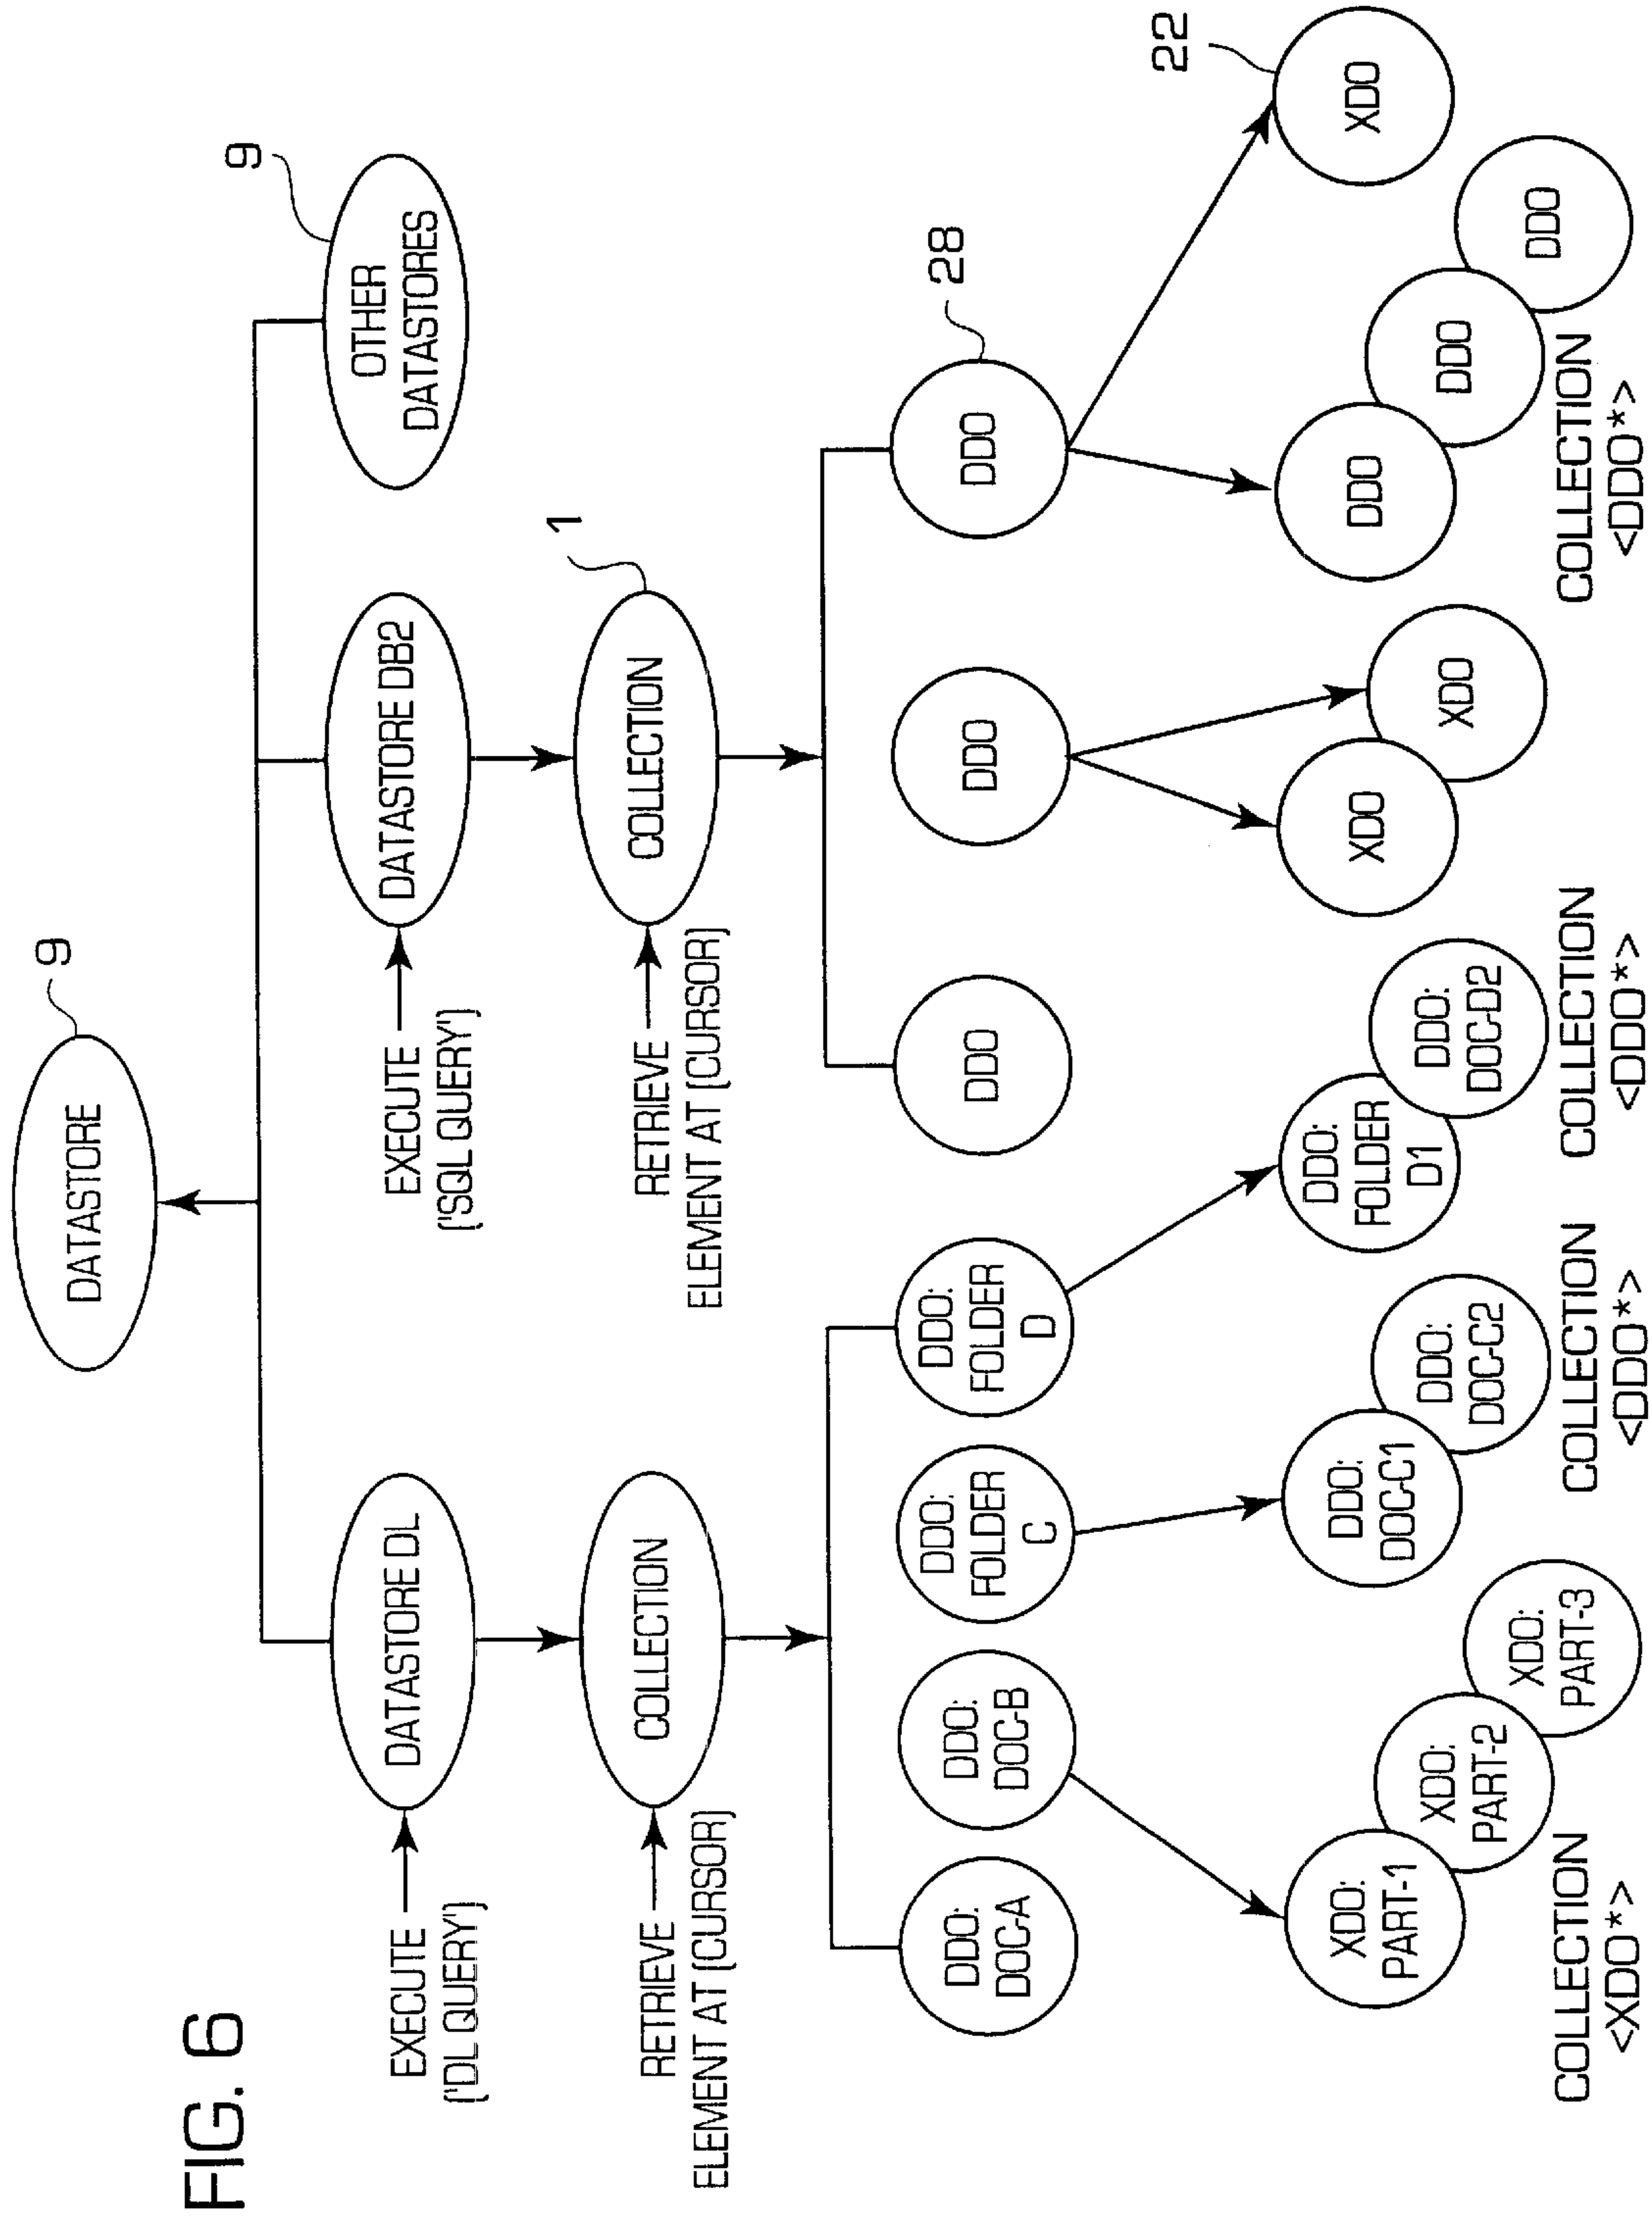 FIG. 6
DATASTORE
9
DATASTORE DL
DATASTORE DB2
OTHER
DATASTORES
9
EXECUTE
('DL QUERY')
EXECUTE
('SQL QUERY')
COLLECTION
COLLECTION
1
RETRIEVE
ELEMENT AT (CURSOR)
RETRIEVE
ELEMENT AT (CURSOR)
DDO:
DOC-A
DDO:
DOC-B
DDO:
FOLDER
C
DDO:
FOLDER
D
DDO
DDO
DDO
28
XDO:
PART-1
XDO:
PART-2
XDO:
PART-3
DDO:
DOC-C1
DDO:
DOC-C2
DDO:
FOLDER
D1
DDO:
DOC-D2
XDO
XDO
DDO
DDO
DDO
XDO
22
COLLECTION
<XDO*>
COLLECTION
<DDO*>
COLLECTION
<DDO*>
COLLECTION
<DDO*>